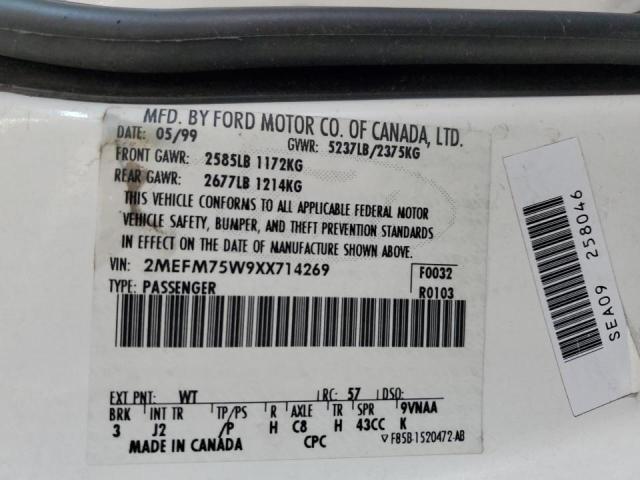 MFD. BY FORD MOTOR CO. OF CANADA, LTD.
DATE: 05/99 GVWR: 5237LB/2375KG
FRONT GAWR: 2585LB 1172KG
REAR GAWR: 2677LB 1214KG
THIS VEHICLE CONFORMS TO ALL APPLICABLE FEDERAL MOTOR
VEHICLE SAFETY, BUMPER, AND THEFT PREVENTION STANDARDS
IN EFFECT ON THE DATE OF MANUFACTURE SHOWN ABOVE.
VIN: 2MEFM75W9XX714269 F0032
TYPE: PASSENGER R0103
EXT PNT: WT RC: 57 DSO:
BRK INT TR TP/PS R AXLE TR SPR 9VNAA
3 J2 /P H C8 H 43CC K
MADE IN CANADA CPC F85B-1520472-AB
SEA09 258046